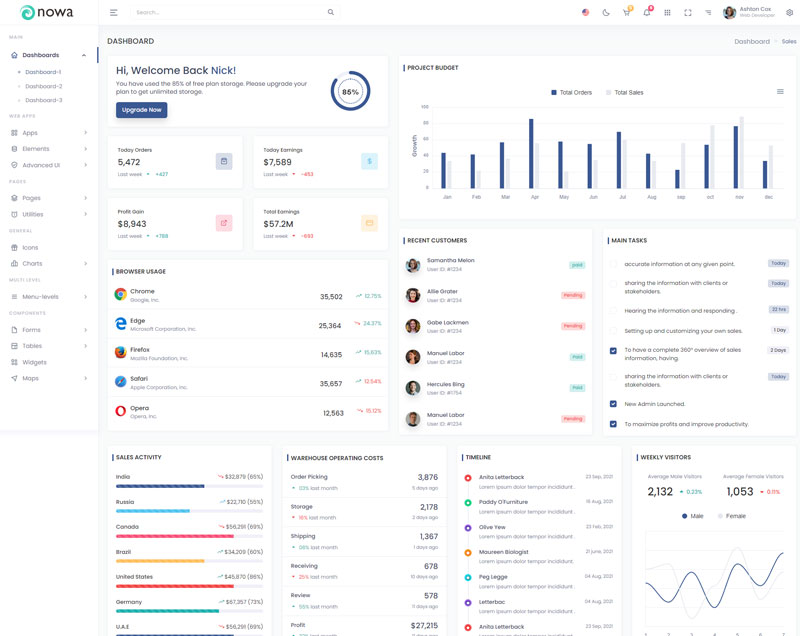 nowa
Search...
5
6
Ashton Cox
Web Developer
MAIN
Dashboards
Dashboard-1
Dashboard-2
Dashboard-3
WEB APPS
Apps
Elements
Advanced UI
PAGES
Pages
Utilities
GENERAL
Icons
Charts
MULTI LEVEL
Menu-levels
COMPONENTS
Forms
Tables
Widgets
Maps
DASHBOARD
Dashboard
Sales
Hi, Welcome Back Nick!
You have used the 85% of free plan storage. Please upgrade your
plan to get unlimited storage.
Upgrade Now
85%
Today Orders
5,472
Last week +427
Today Earnings
$7,589
Last week -453
Profit Gain
$8,943
Last week +788
Total Earnings
$57.2M
Last week -693
PROJECT BUDGET
Total Orders
Total Sales
Growth
100
80
60
40
20
0
Jan Feb Mar Apr May Jun Jul Aug sep oct nov dec
BROWSER USAGE
Chrome
Google, Inc.
35,502
12.75%
Edge
Microsoft Corporation, Inc.
25,364
24.37%
Firefox
Mozilla Foundation, Inc.
14,635
15.63%
Safari
Apple Corporation, Inc.
35,657
12.54%
Opera
Opera, Inc.
12,563
15.12%
RECENT CUSTOMERS
Samantha Melon
User ID: #1234
paid
Allie Grater
User ID: #1234
Pending
Gabe Lackmen
User ID: #1234
Pending
Manuel Labor
User ID: #1234
Paid
Hercules Bing
User ID: #1754
Paid
Manuel Labor
User ID: #1234
Pending
MAIN TASKS
accurate information at any given point.
Today
sharing the information with clients or
stakeholders.
Today
Hearing the information and responding .
22 hrs
Setting up and customizing your own sales.
1 Day
To have a complete 360° overview of sales
information, having.
2 Days
sharing the information with clients or
stakeholders.
Today
New Admin Launched.
To maximize profits and improve productivity.
SALES ACTIVITY
India
$32,879 (65%)
Russia
$22,710 (55%)
Canada
$56,291 (69%)
Brazil
$34,209 (60%)
United States
$45,870 (86%)
Germany
$67,357 (73%)
U.A.E
$56,291 (69%)
WAREHOUSE OPERATING COSTS
Order Picking
3,876
03% last month
5 days ago
Storage
2,178
16% last month
2 days ago
Shipping
1,367
06% last month
1 days ago
Receiving
678
25% last month
10 days ago
Review
578
55% last month
11 days ago
Profit
$27,215
TIMELINE
Anita Letterback
23 Sep, 2021
Lorem ipsum dolor tempor incididunt .
Paddy O'Furniture
16 Aug, 2021
Lorem ipsum dolor tempor incididunt .
Olive Yew
23 Feb, 2021
Lorem ipsum dolor tempor incididunt .
Maureen Biologist
21 june, 2021
Lorem ipsum dolor tempor incididunt .
Peg Legge
04 Aug, 2021
Lorem ipsum dolor tempor incididunt .
Letterbac
04 Aug, 2021
Lorem ipsum dolor tempor incididunt .
Anita Letterback
23 Sep, 2021
WEEKLY VISITORS
Average Male Visitors
2,132 0.23%
Average Female Visitors
1,053 0.11%
Male
Female
1 2 3 4 5 6 7